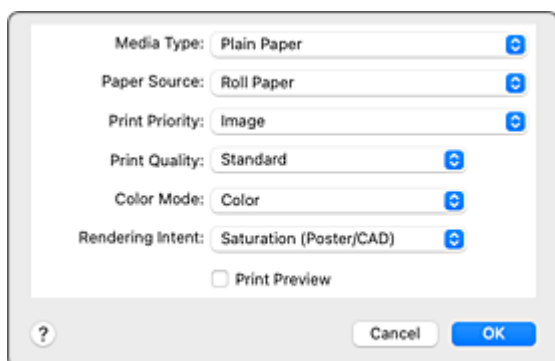 Media Type: Plain Paper
Paper Source: Roll Paper
Print Priority: Image
Print Quality: Standard
Color Mode: Color
Rendering Intent: Saturation (Poster/CAD)
Print Preview
? Cancel OK